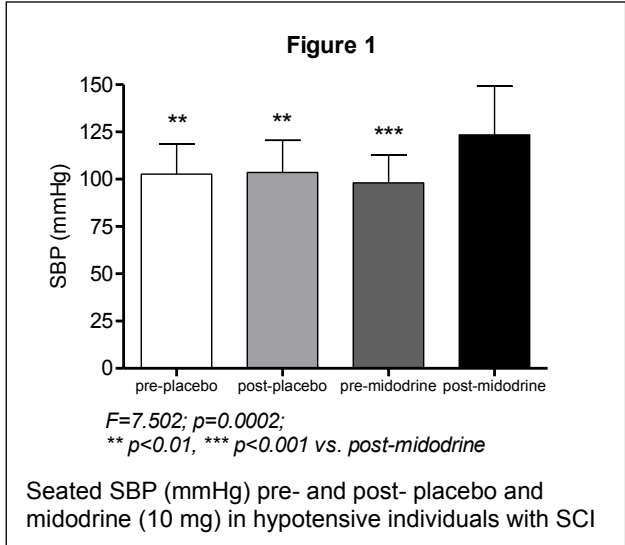 Figure 1
150
125
100
75
50
25
0
SBP (mmHg)
**
**
***
pre-placebo post-placebo pre-midodrine post-midodrine
F=7.502; p=0.0002;
** p<0.01, *** p<0.001 vs. post-midodrine
Seated SBP (mmHg) pre- and post- placebo and
midodrine (10 mg) in hypotensive individuals with SCI